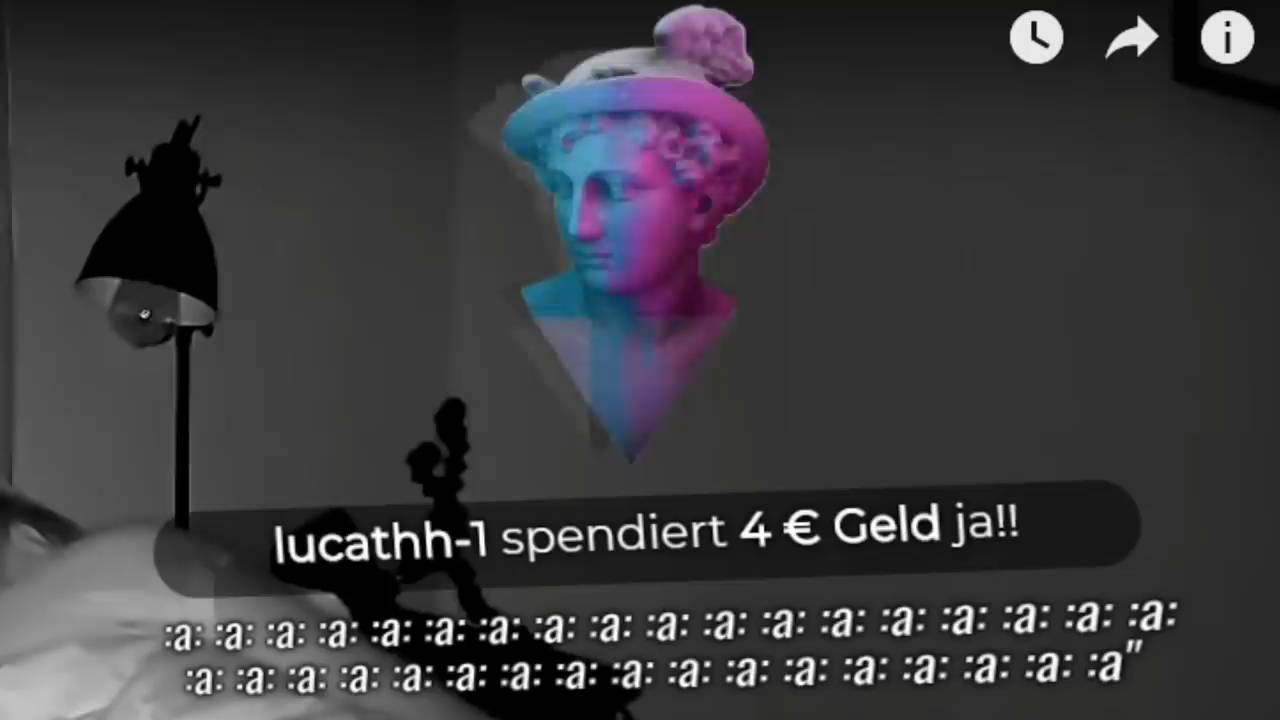 lucathh-1 spendiert 4 € Geld ja!!
:a: :a: :a: :a: :a: :a: :a: :a: :a: :a: :a: :a: :a: :a: :a: :a: :a: :a:
:a: :a: :a: :a: :a: :a: :a: :a: :a: :a: :a: :a: :a: :a: :a: :a: :a"